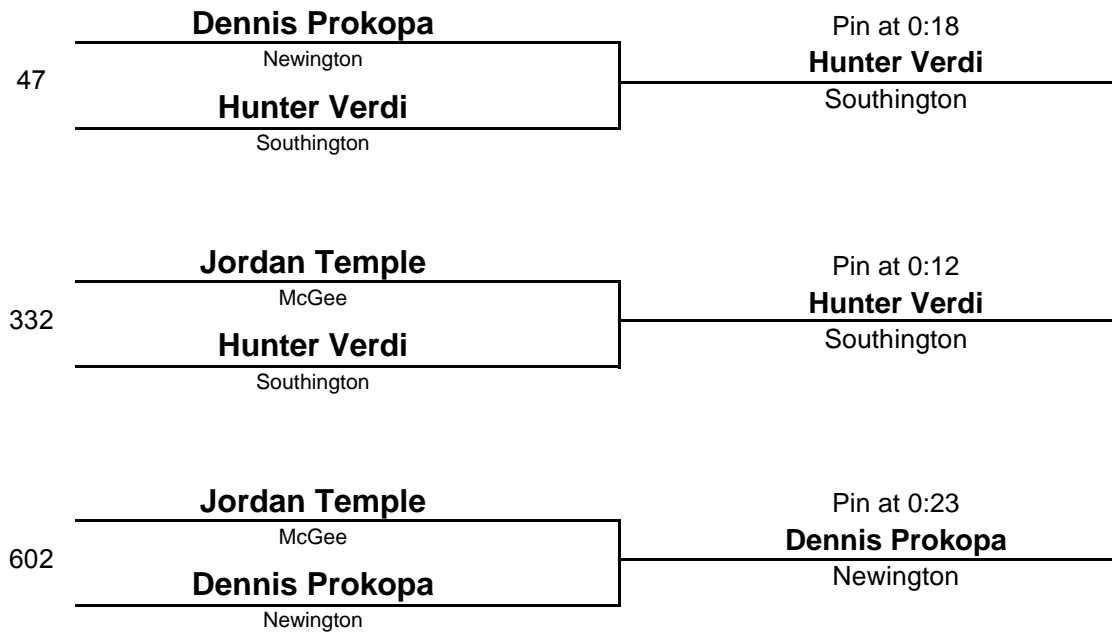 Dennis Prokopa
Newington
47
Hunter Verdi
Southington
Pin at 0:18
Hunter Verdi
Southington
Jordan Temple
McGee
332
Hunter Verdi
Southington
Pin at 0:12
Hunter Verdi
Southington
Jordan Temple
McGee
602
Dennis Prokopa
Newington
Pin at 0:23
Dennis Prokopa
Newington